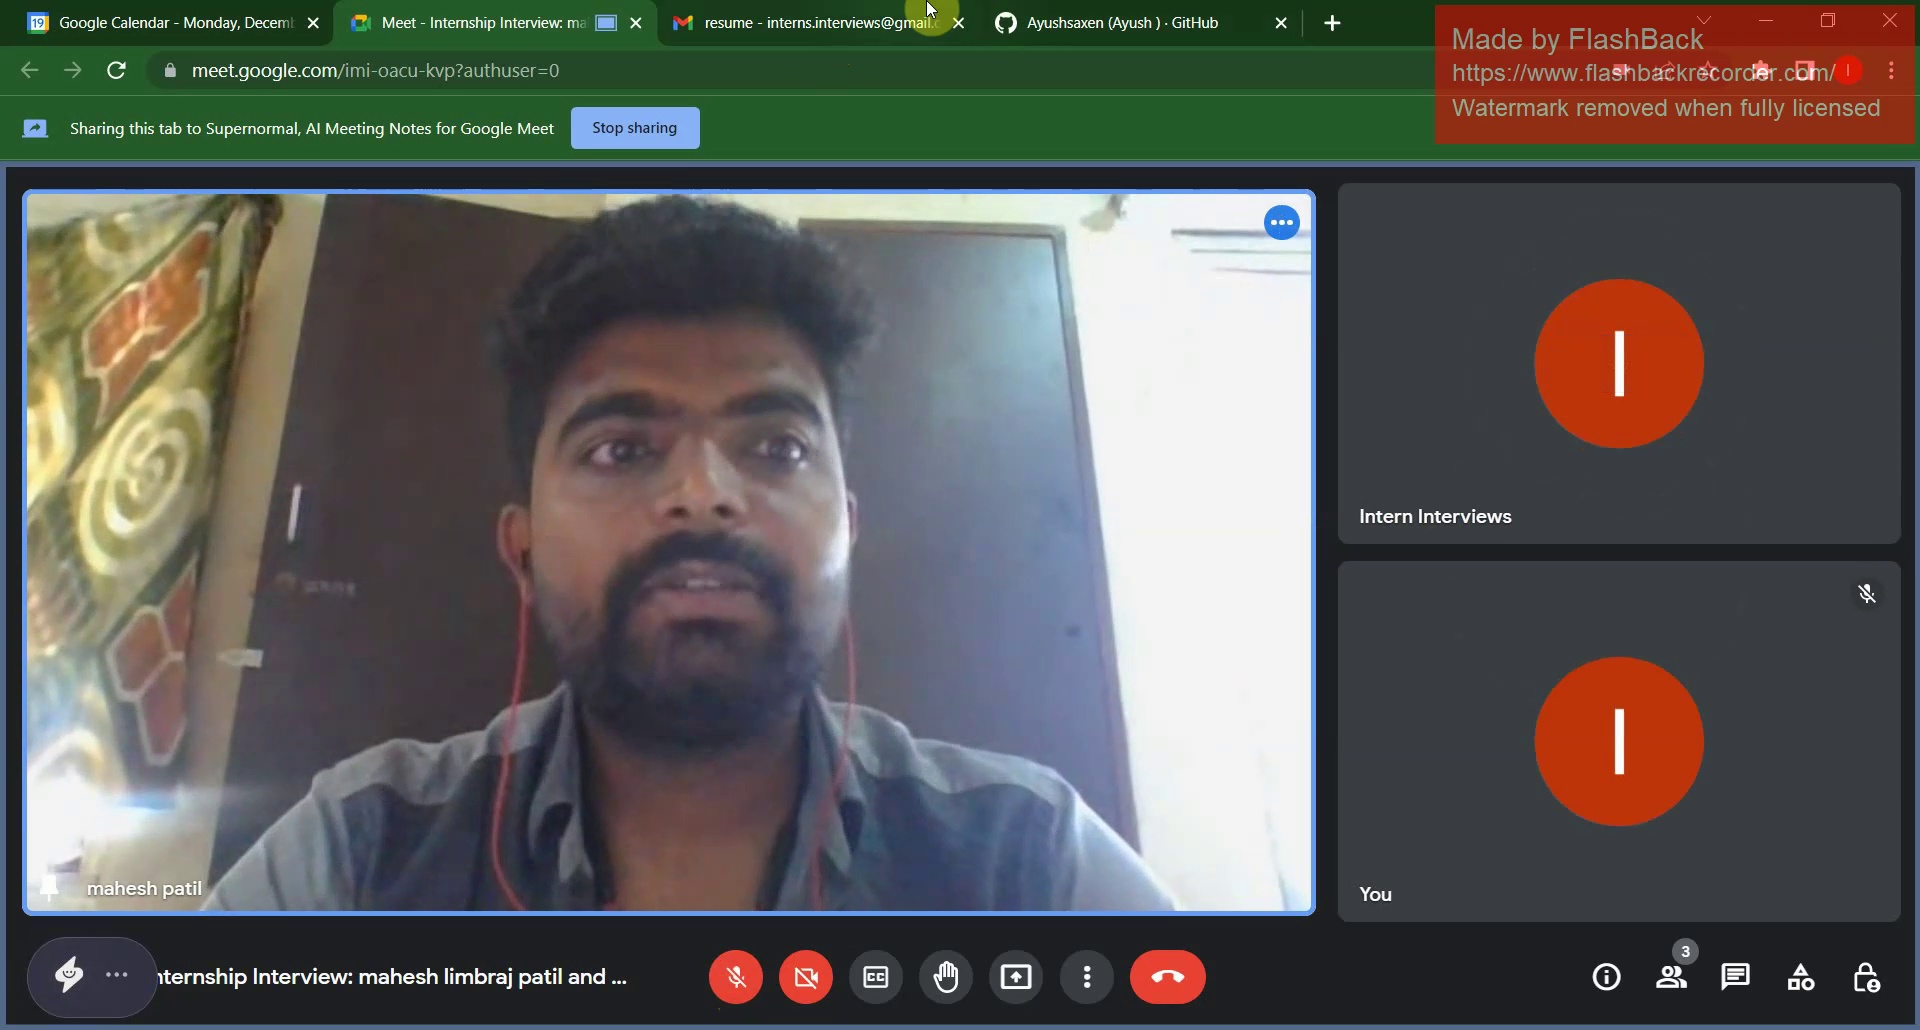 Google Calendar - Monday, Decem
Meet - Internship Interview: ma
resume - interns.interviews@gmail.c
Ayushsaxen (Ayush ) · GitHub
meet.google.com/imi-oacu-kvp?authuser=0
Made by FlashBack
https://www.flashbackrecorder.com/
Watermark removed when fully licensed
Sharing this tab to Supernormal, AI Meeting Notes for Google Meet
Stop sharing
Intern Interviews
mahesh patil
You
nternship Interview: mahesh limbraj patil and ...
3